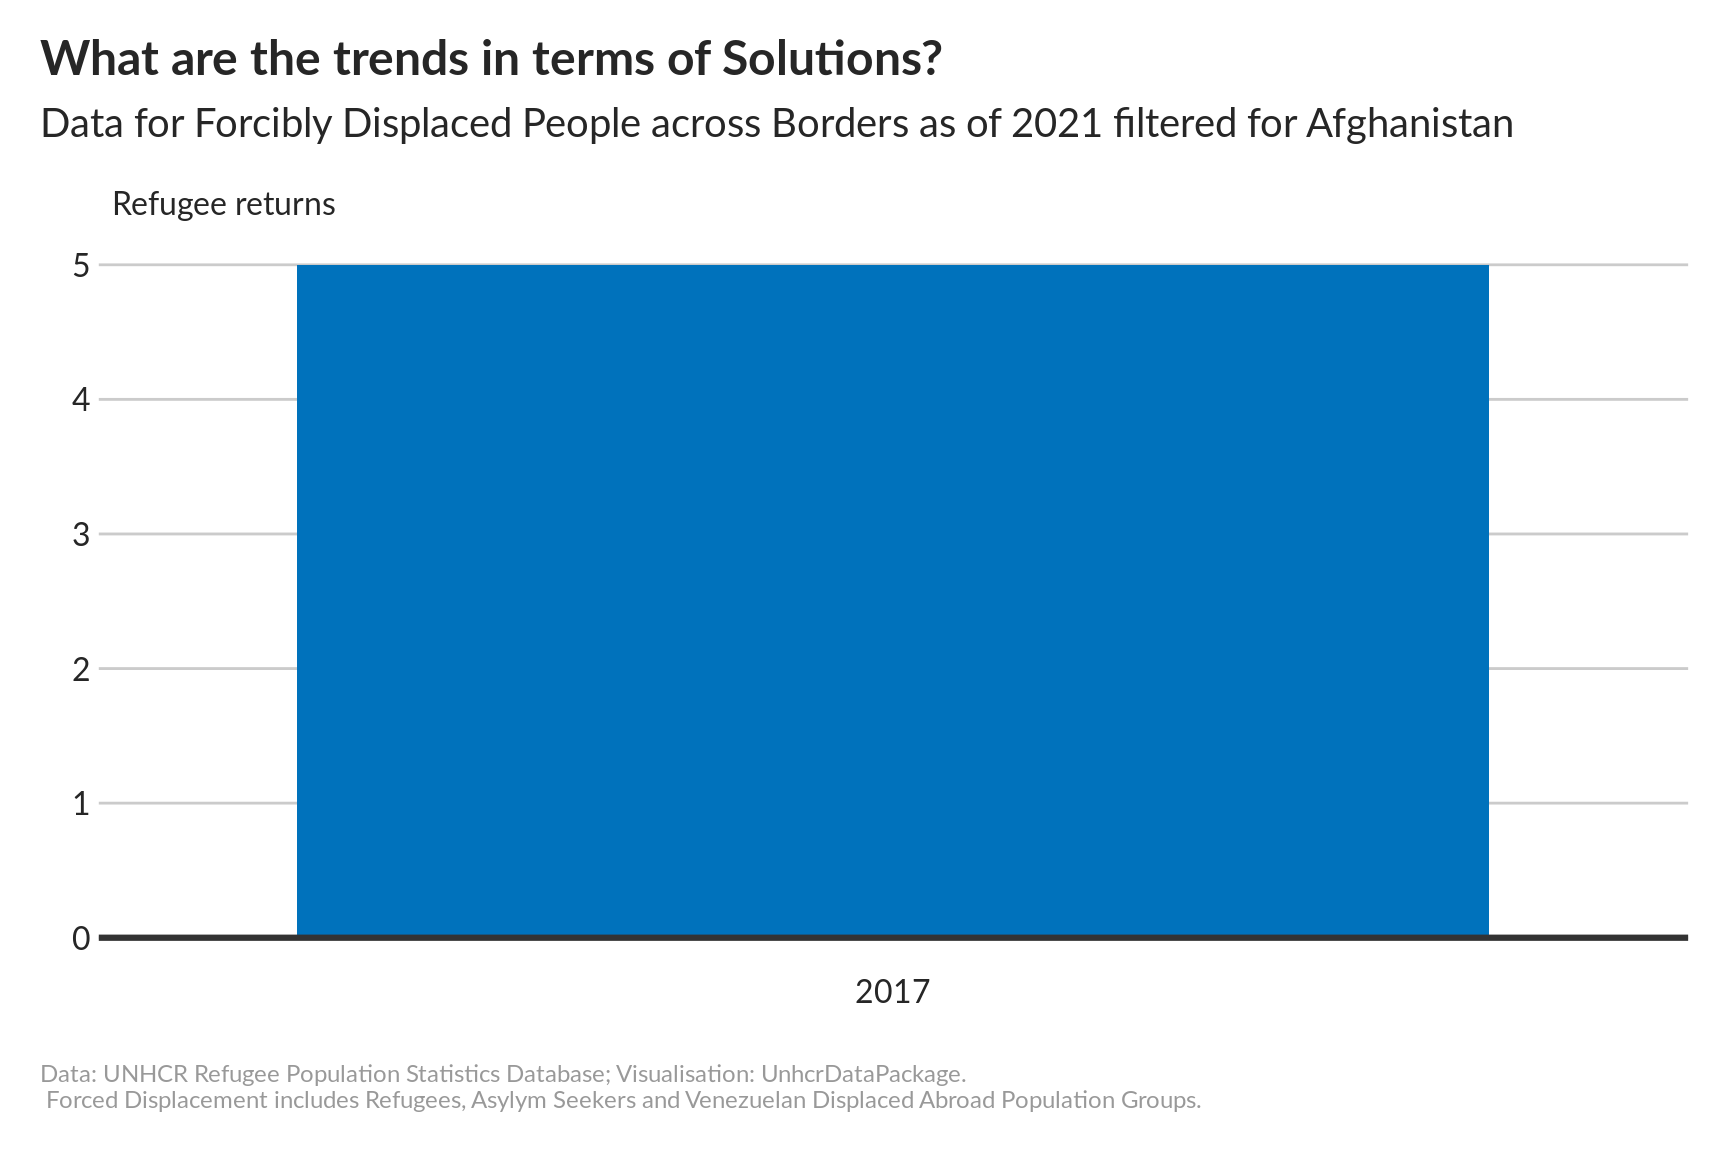 What are the trends in terms of Solutions?
Data for Forcibly Displaced People across Borders as of 2021 filtered for Afghanistan
Refugee returns
5
4
3
2
1
0
2017
Data: UNHCR Refugee Population Statistics Database; Visualisation: UnhcrDataPackage.
Forced Displacement includes Refugees, Asylym Seekers and Venezuelan Displaced Abroad Population Groups.